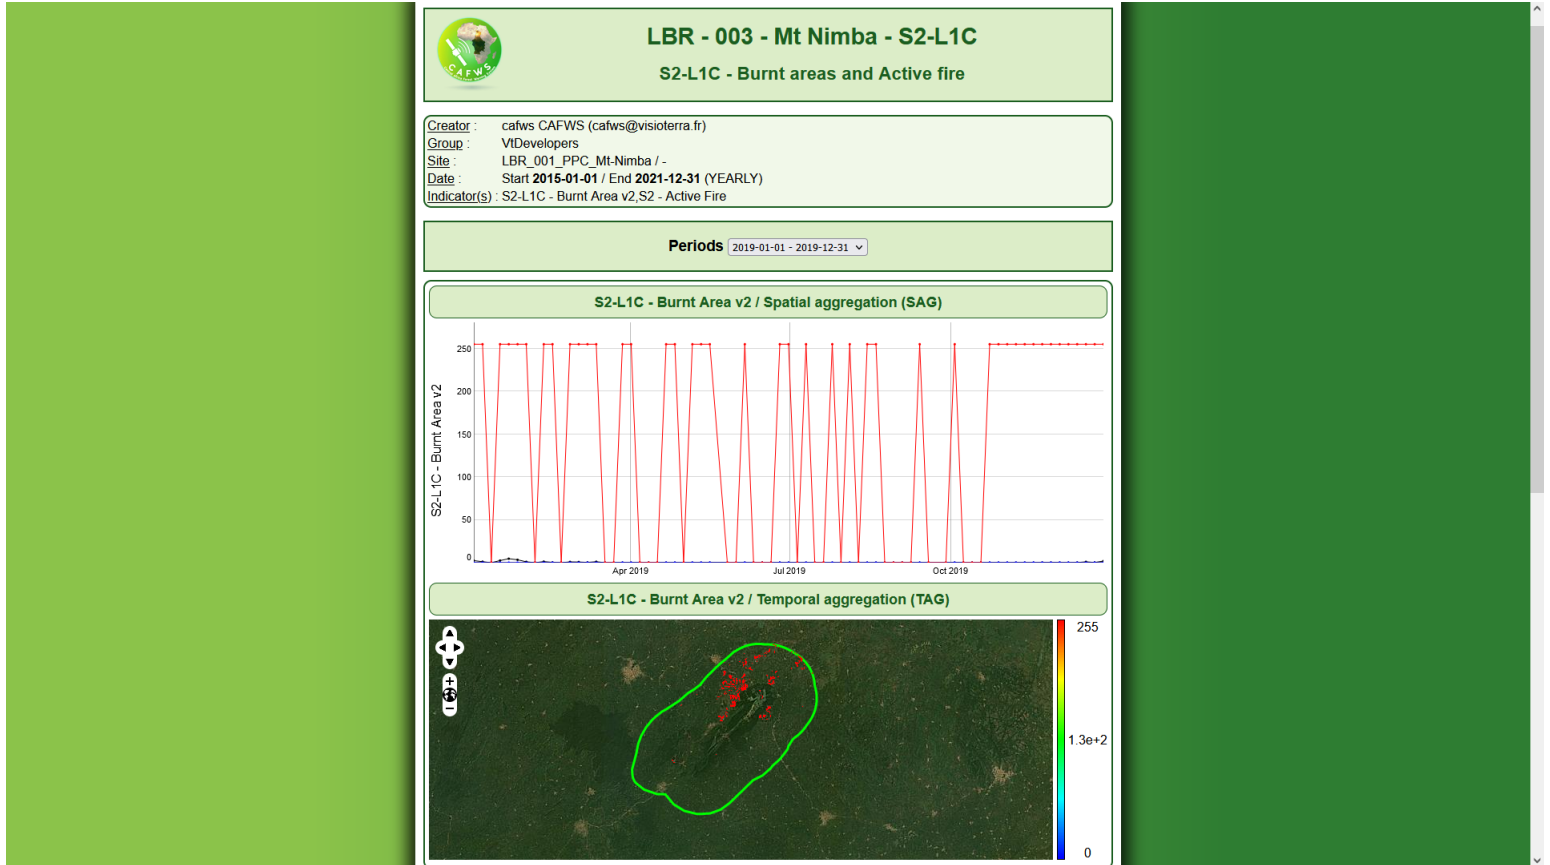 LBR - 003 - Mt Nimba - S2-L1C
S2-L1C - Burnt areas and Active fire
CAFWS
Creator : cafws CAFWS (cafws@visioterra.fr)
Group : VtDevelopers
Site : LBR_001_PPC_Mt-Nimba / -
Date : Start 2015-01-01 / End 2021-12-31 (YEARLY)
Indicator(s) : S2-L1C - Burnt Area v2,S2 - Active Fire
Periods 2019-01-01 - 2019-12-31
S2-L1C - Burnt Area v2 / Spatial aggregation (SAG)
S2-L1C - Burnt Area v2
250
200
150
100
50
0
Apr 2019 Jul 2019 Oct 2019
S2-L1C - Burnt Area v2 / Temporal aggregation (TAG)
+
−
255
1.3e+2
0